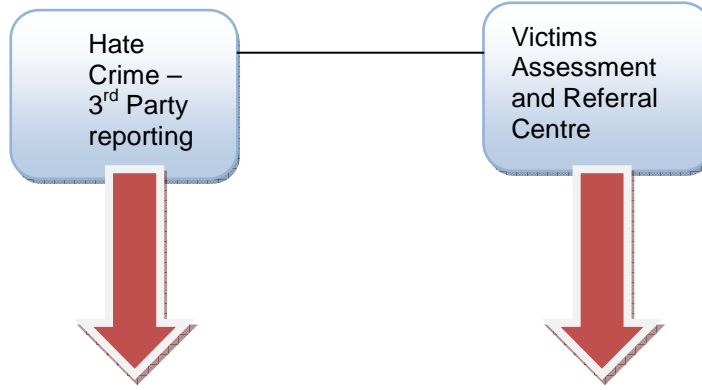 Hate
Crime –
3rd Party
reporting
Victims
Assessment
and Referral
Centre